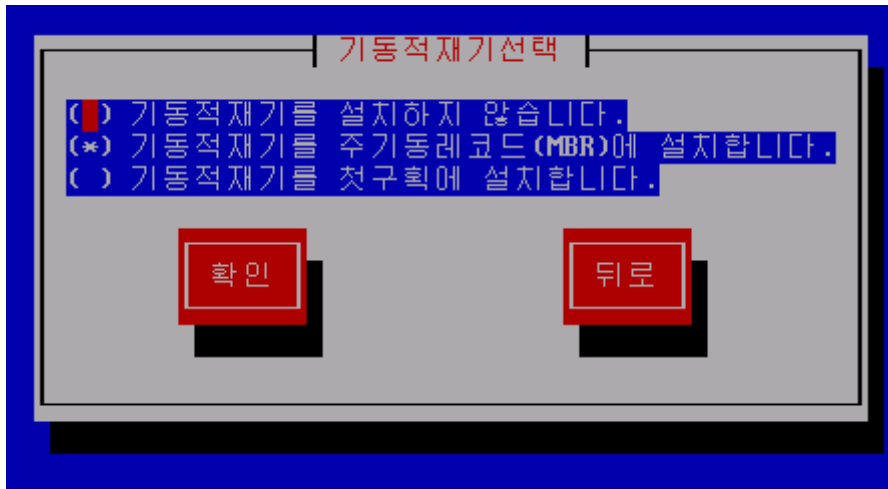 기동적재기선택
( ) 기동적재기를 설치하지 않습니다.
(*) 기동적재기를 주기동레코드(MBR)에 설치합니다.
( ) 기동적재기를 첫구획에 설치합니다.
확인 뒤로